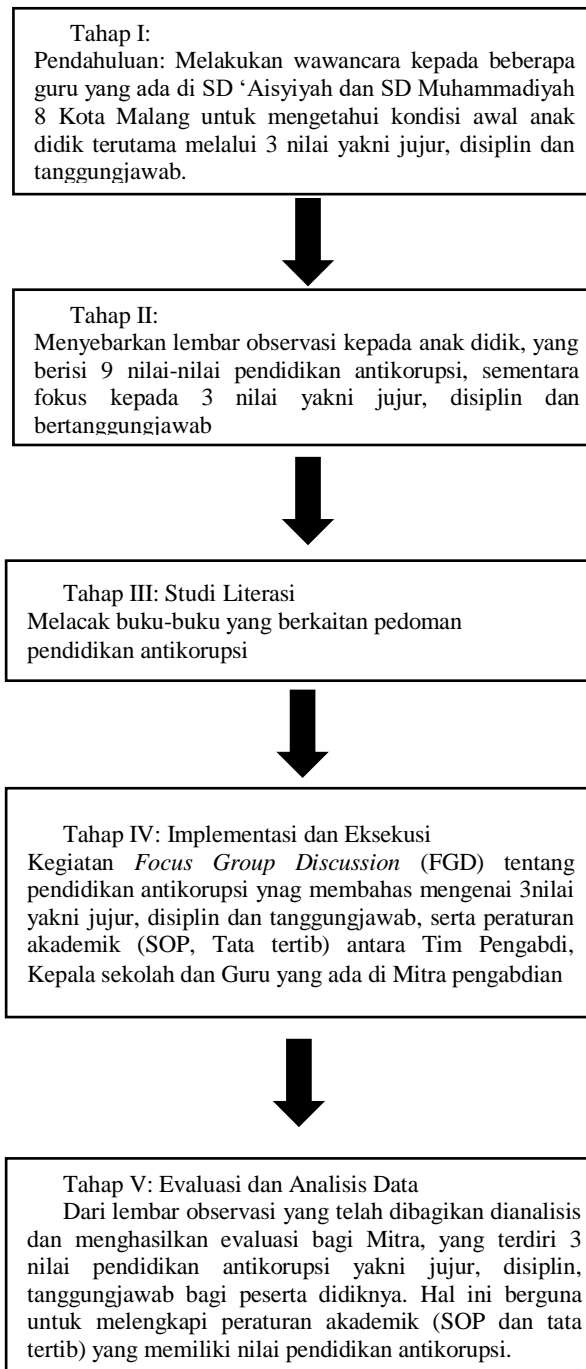 Tahap I:
Pendahuluan: Melakukan wawancara kepada beberapa
guru yang ada di SD ‘Aisyiyah dan SD Muhammadiyah
8 Kota Malang untuk mengetahui kondisi awal anak
didik terutama melalui 3 nilai yakni jujur, disiplin dan
tanggungjawab.
Tahap II:
Menyebarkan lembar observasi kepada anak didik, yang
berisi 9 nilai-nilai pendidikan antikorupsi, sementara
fokus kepada 3 nilai yakni jujur, disiplin dan
bertanggungjawab
Tahap III: Studi Literasi
Melacak buku-buku yang berkaitan pedoman
pendidikan antikorupsi
Tahap IV: Implementasi dan Eksekusi
Kegiatan Focus Group Discussion (FGD) tentang
pendidikan antikorupsi ynag membahas mengenai 3nilai
yakni jujur, disiplin dan tanggungjawab, serta peraturan
akademik (SOP, Tata tertib) antara Tim Pengabdi,
Kepala sekolah dan Guru yang ada di Mitra pengabdian
Tahap V: Evaluasi dan Analisis Data
Dari lembar observasi yang telah dibagikan dianalisis
dan menghasilkan evaluasi bagi Mitra, yang terdiri 3
nilai pendidikan antikorupsi yakni jujur, disiplin,
tanggungjawab bagi peserta didiknya. Hal ini berguna
untuk melengkapi peraturan akademik (SOP dan tata
tertib) yang memiliki nilai pendidikan antikorupsi.